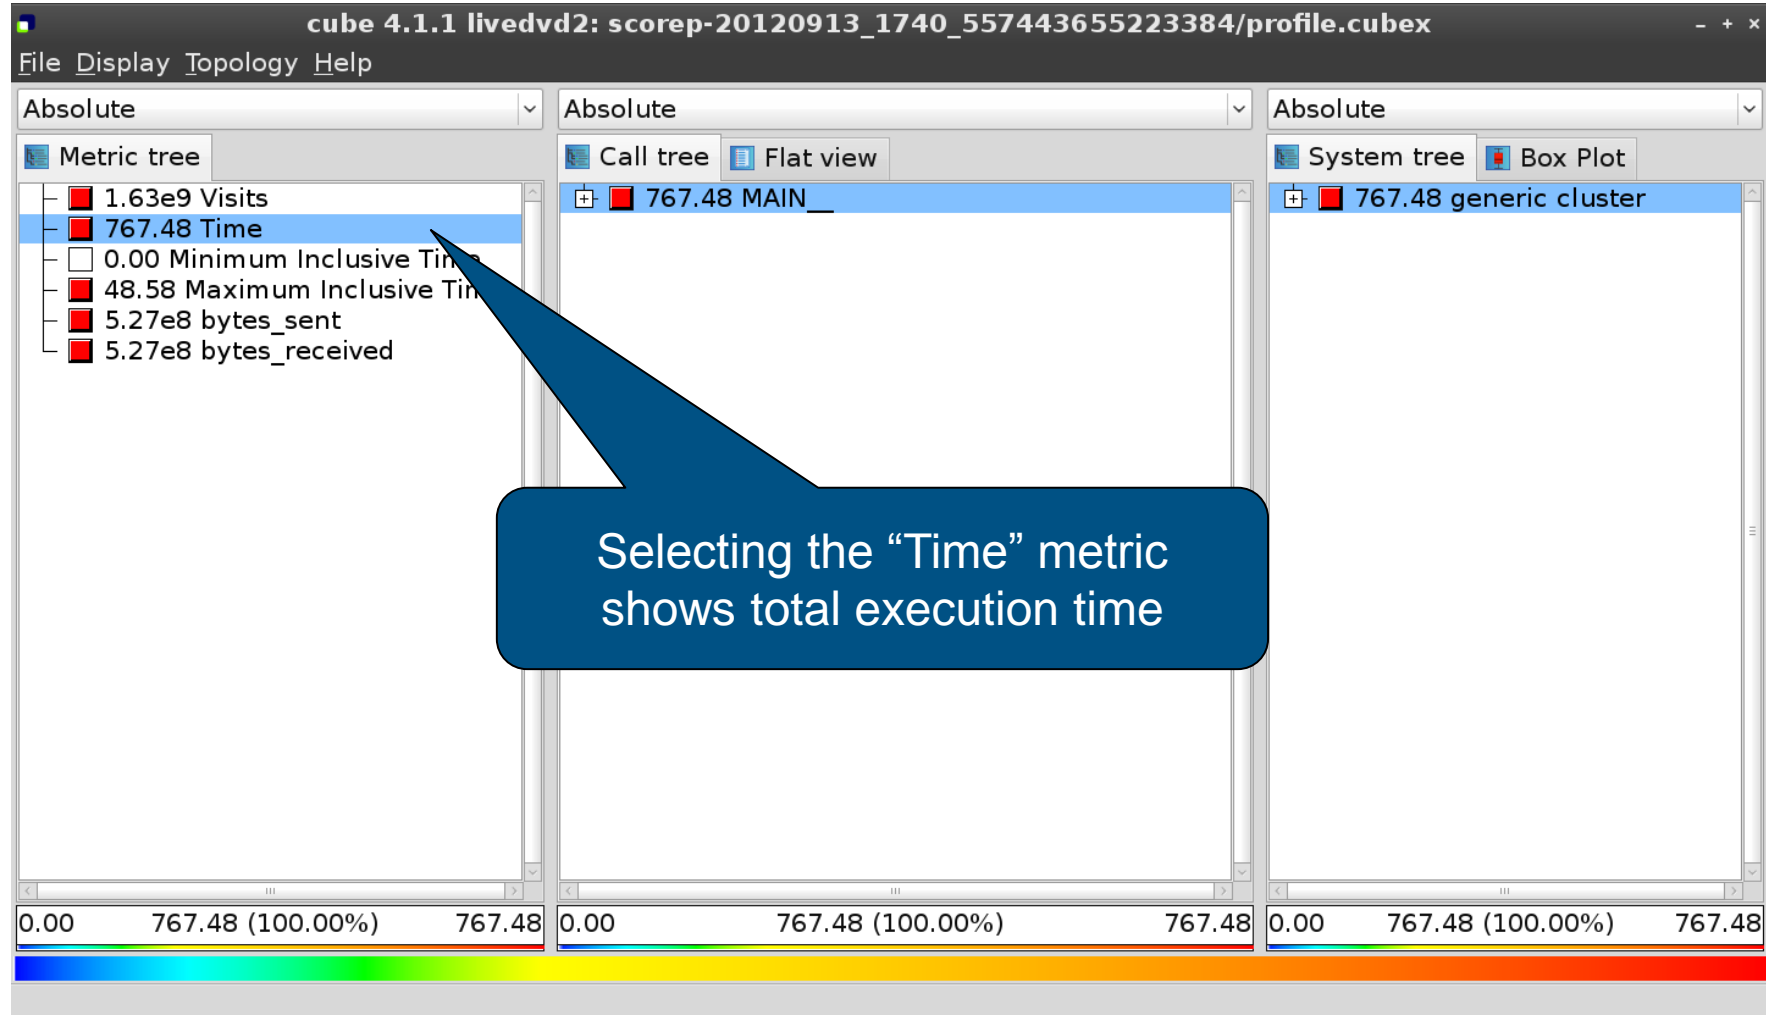 cube 4.1.1 livedvd2: scorep-20120913_1740_557443655223384/profile.cubex
File Display Topology Help
Absolute
Absolute
Absolute
Metric tree
Call tree
Flat view
System tree
Box Plot
1.63e9 Visits
767.48 Time
0.00 Minimum Inclusive Time
48.58 Maximum Inclusive Tim
5.27e8 bytes_sent
5.27e8 bytes_received
767.48 MAIN__
767.48 generic cluster
Selecting the “Time” metric
shows total execution time
0.00 767.48 (100.00%) 767.48
0.00 767.48 (100.00%) 767.48
0.00 767.48 (100.00%) 767.48